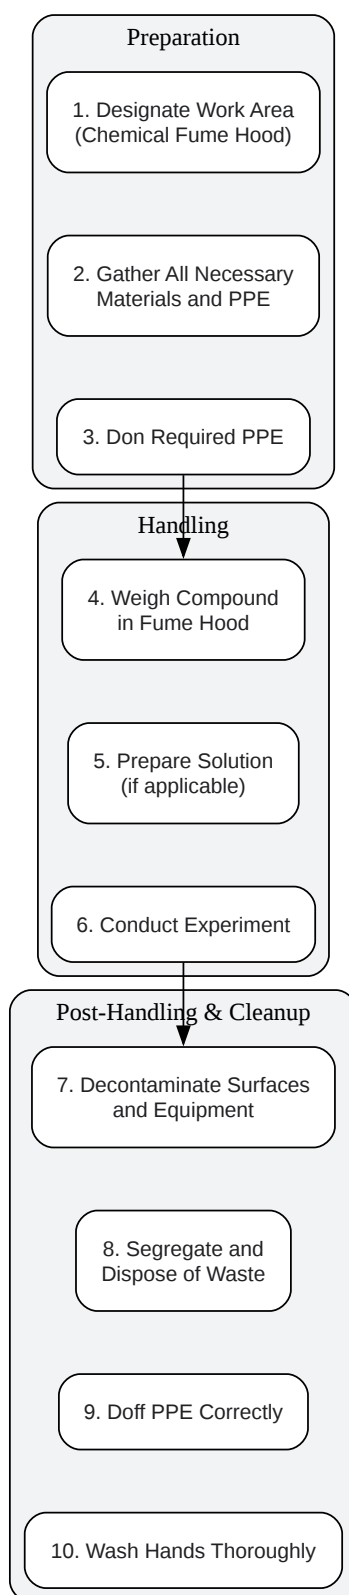 Preparation
1. Designate Work Area
(Chemical Fume Hood)
2. Gather All Necessary
Materials and PPE
3. Don Required PPE
Handling
4. Weigh Compound
in Fume Hood
5. Prepare Solution
(if applicable)
6. Conduct Experiment
Post-Handling & Cleanup
7. Decontaminate Surfaces
and Equipment
8. Segregate and
Dispose of Waste
9. Doff PPE Correctly
10. Wash Hands Thoroughly